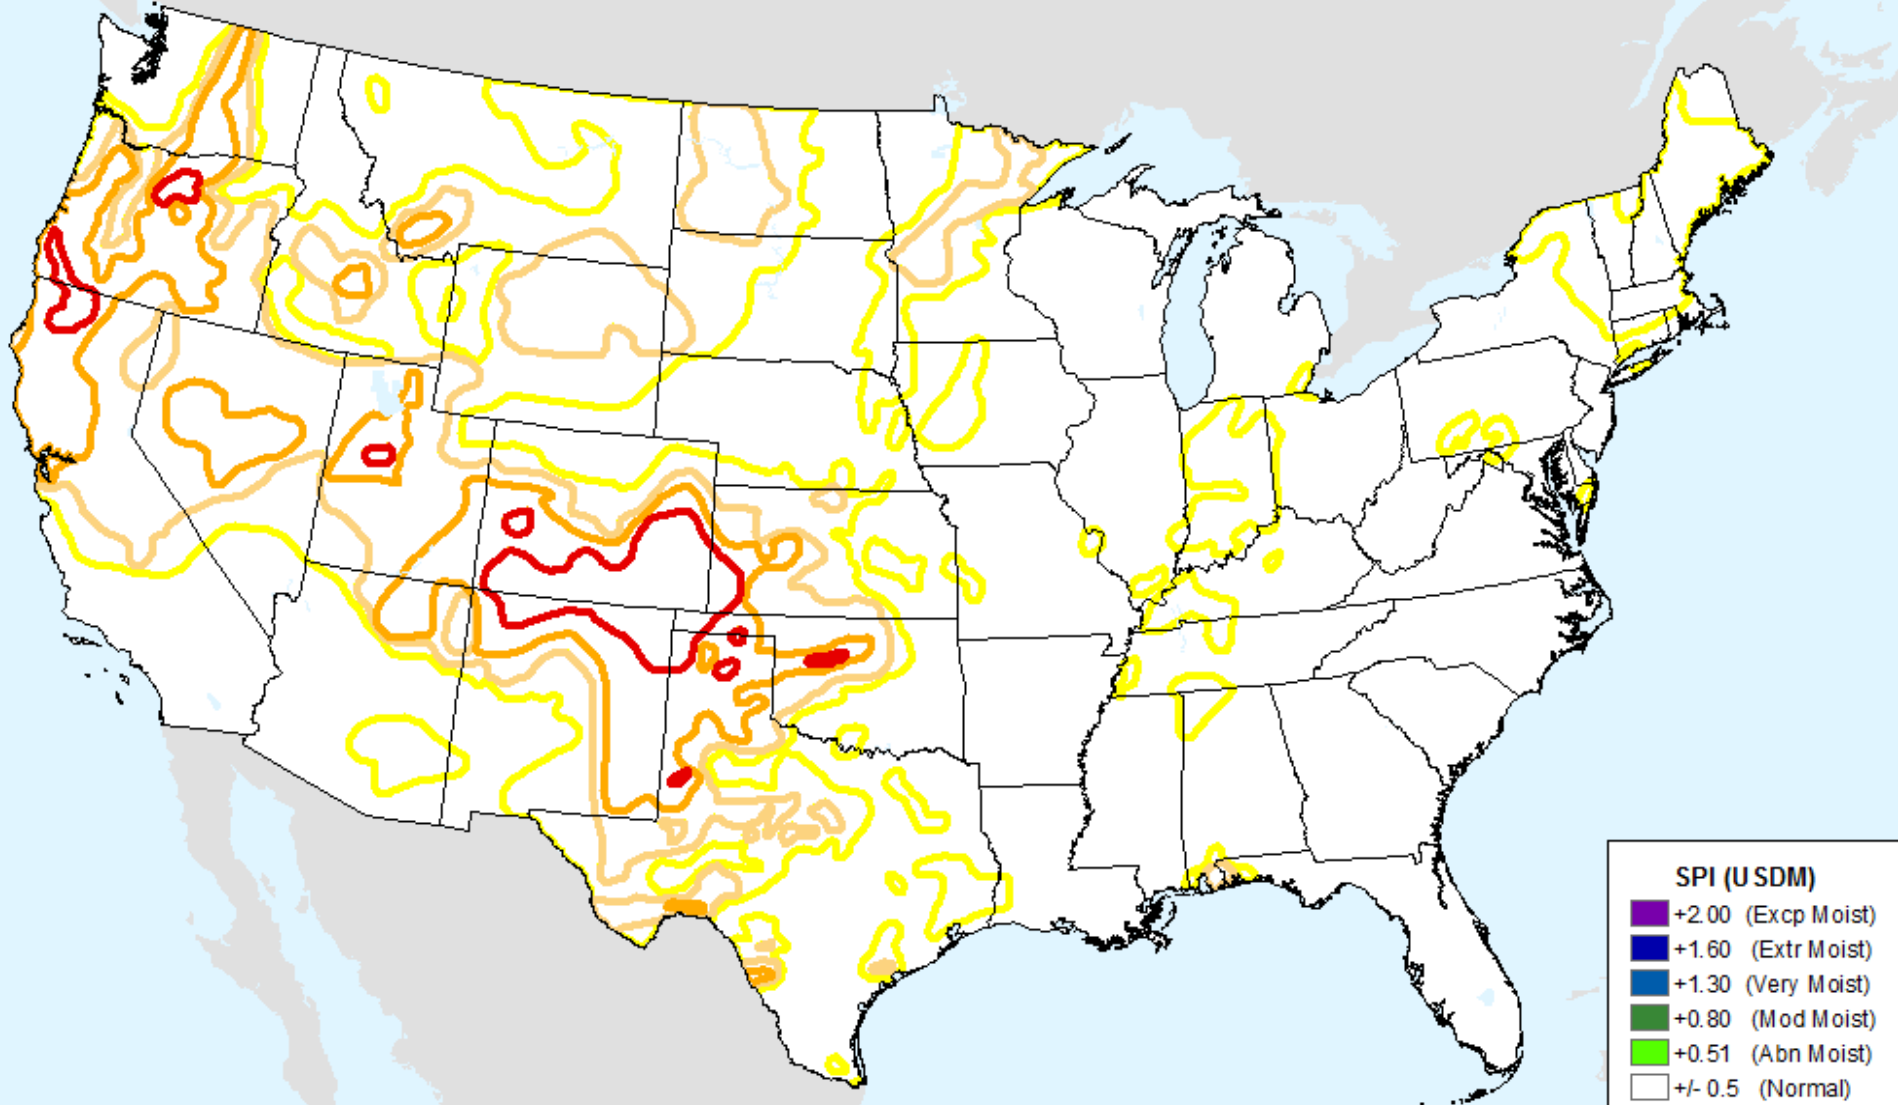 SPI (USDM)
+2.00 (Excp Moist)
+1.60 (Extr Moist)
+1.30 (Very Moist)
+0.80 (Mod Moist)
+0.51 (Abn Moist)
+/- 0.5 (Normal)